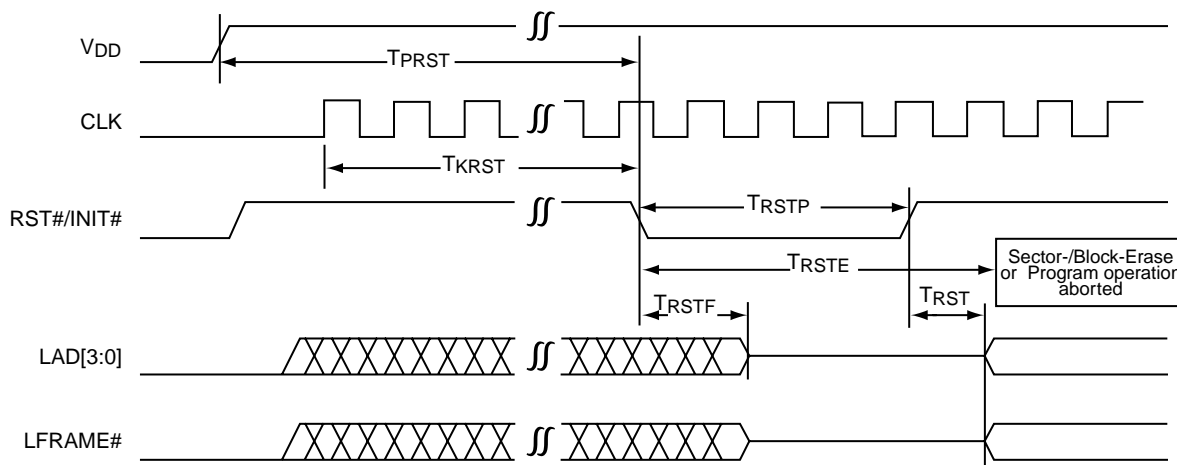 VDD
TPRST
CLK
TKRST
RST#/INIT#
TRSTP
TRSTE
Sector-/Block-Erase
or Program operation
aborted
TRSTF
TRST
LAD[3:0]
LFRAME#